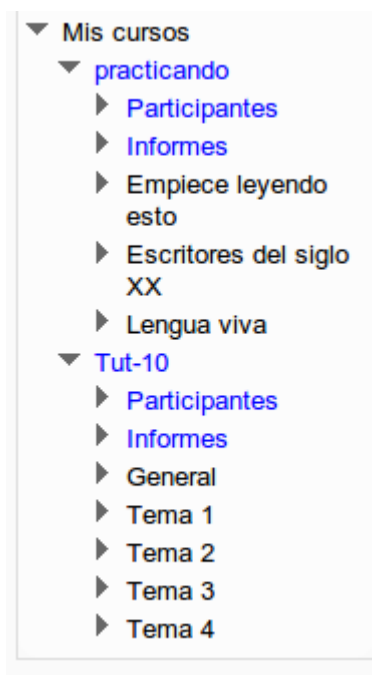 Mis cursos
practicando
Participantes
Informes
Empiece leyendo
esto
Escritores del siglo
XX
Lengua viva
Tut-10
Participantes
Informes
General
Tema 1
Tema 2
Tema 3
Tema 4